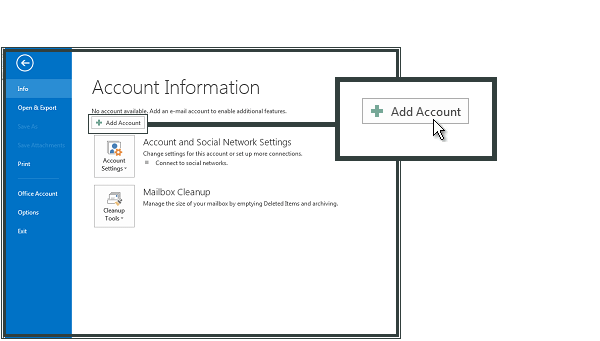 Info
Open & Export
Save As
Save Attachments
Print
Office Account
Options
Exit
Account Information
No account available. Add an e-mail account to enable additional features.
Add Account
Account
Settings
Account and Social Network Settings
Change settings for this account or set up more connections.
Connect to social networks.
Cleanup
Tools
Mailbox Cleanup
Manage the size of your mailbox by emptying Deleted Items and archiving.
Add Account